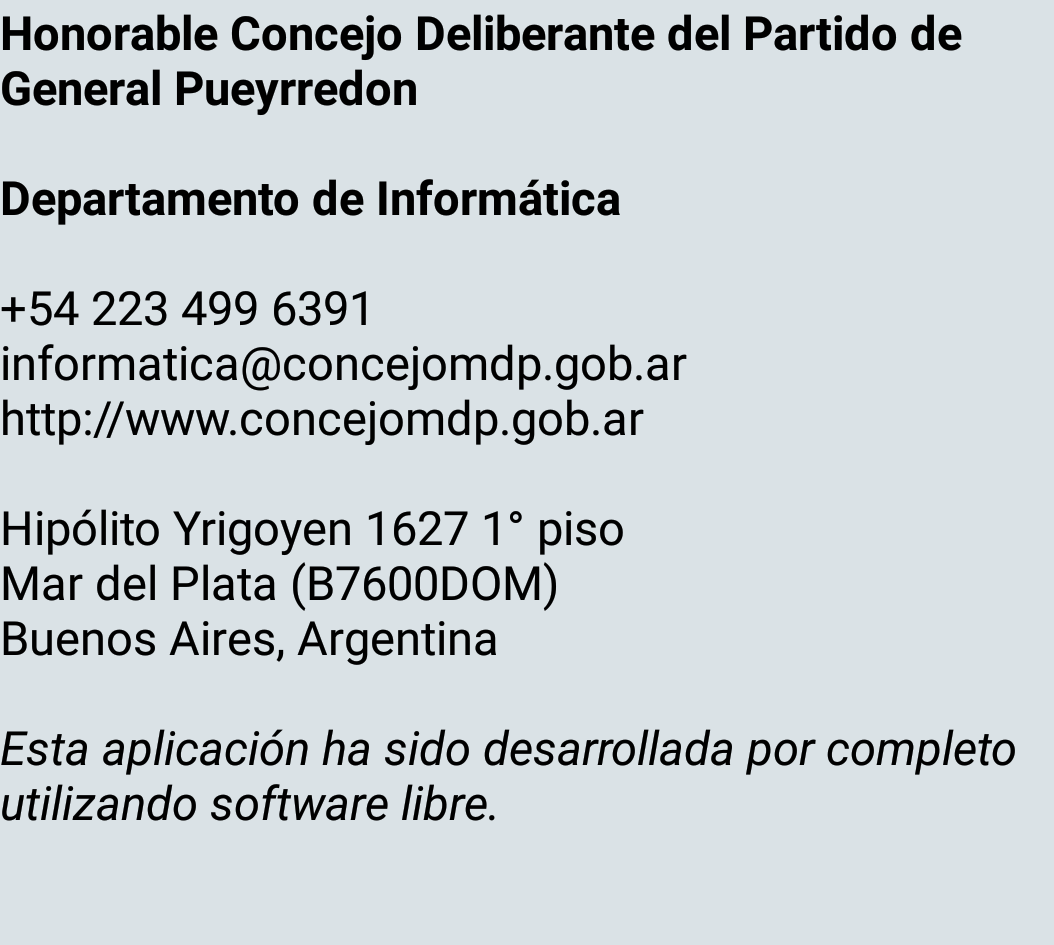 Honorable Concejo Deliberante del Partido de
General Pueyrredon
Departamento de Informática
+54 223 499 6391
informatica@concejomdp.gob.ar
http://www.concejomdp.gob.ar
Hipólito Yrigoyen 1627 1° piso
Mar del Plata (B7600DOM)
Buenos Aires, Argentina
Esta aplicación ha sido desarrollada por completo
utilizando software libre.